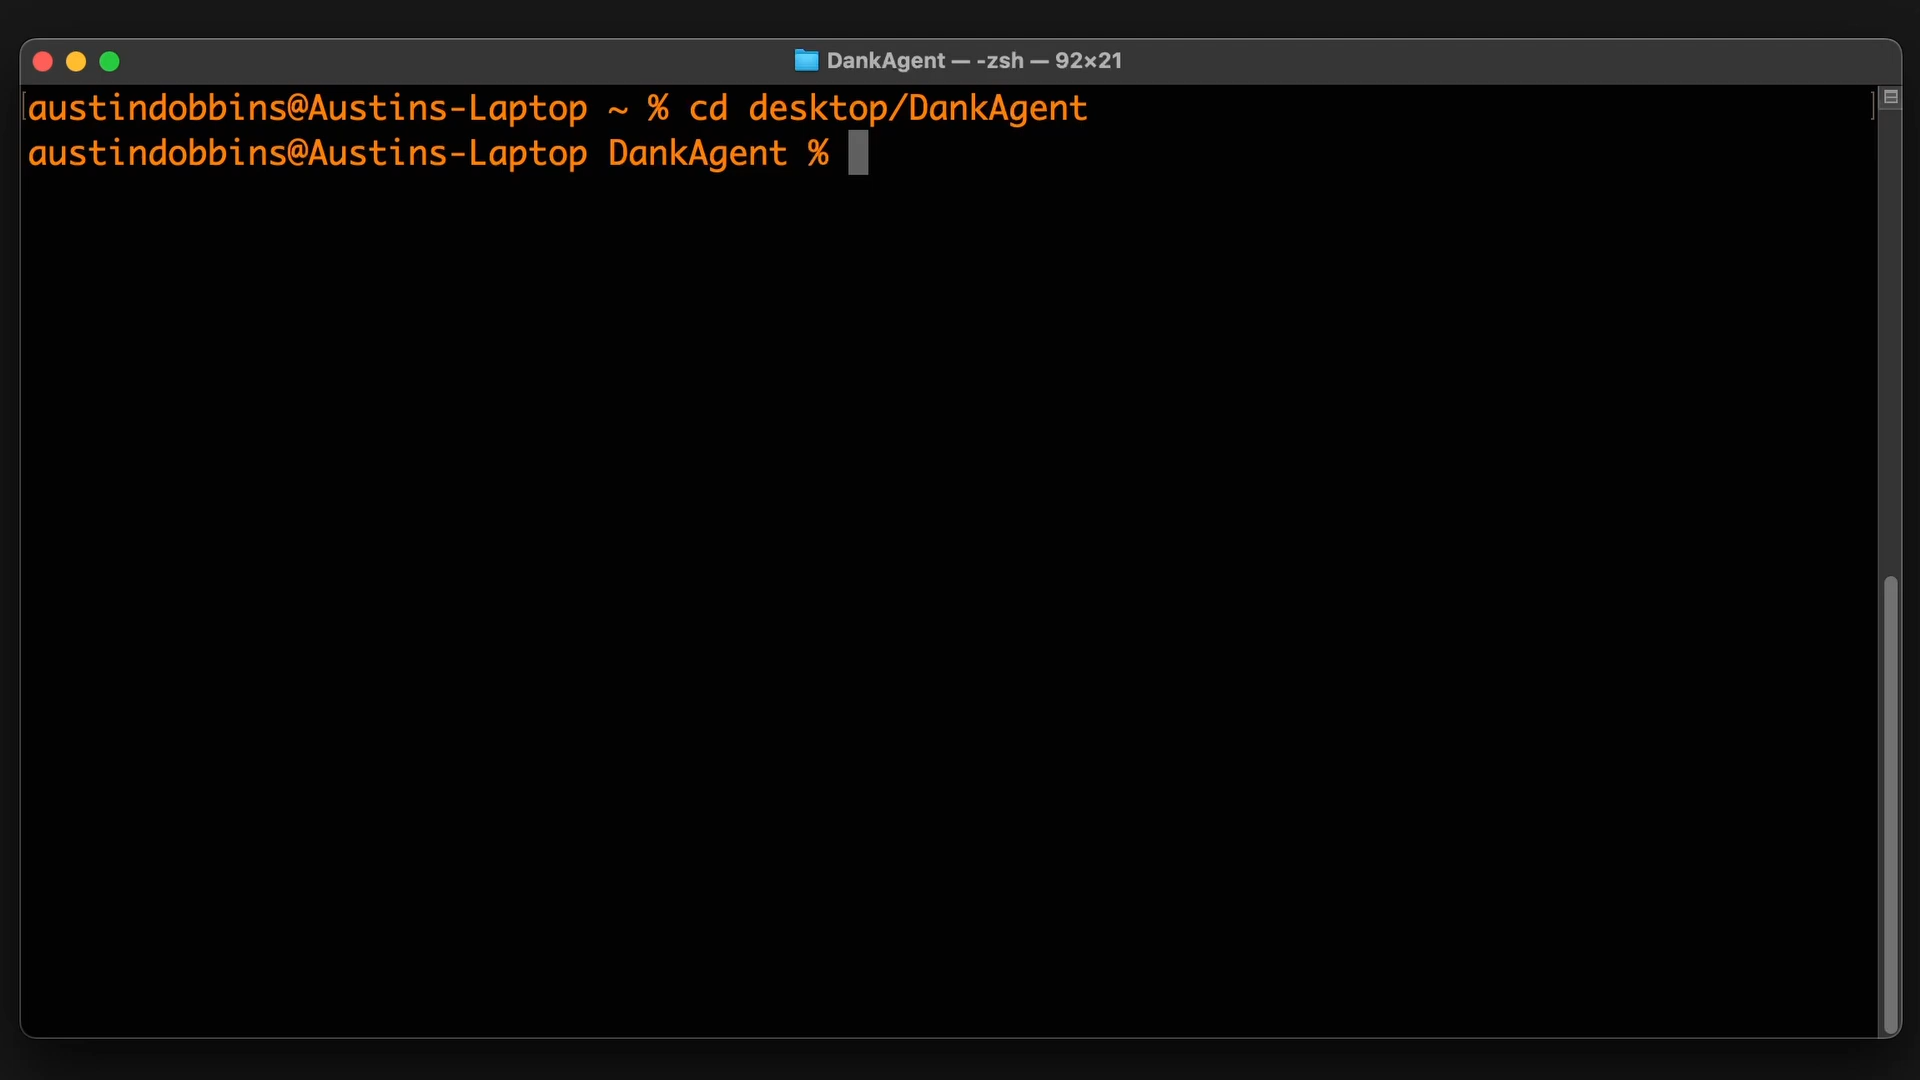 DankAgent — -zsh — 92×21
[austindobbins@Austins-Laptop ~ % cd desktop/DankAgent ]
austindobbins@Austins-Laptop DankAgent %